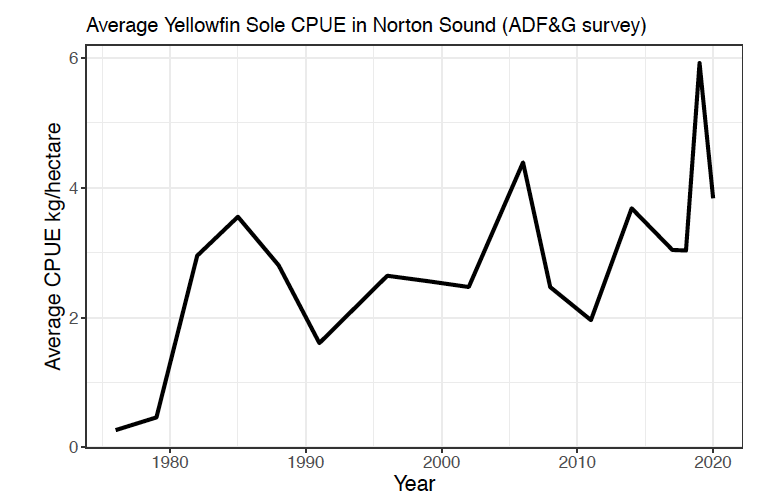 Average Yellowfin Sole CPUE in Norton Sound (ADF&G survey)
Average CPUE kg/hectare
6
4
2
0
1980 1990 2000 2010 2020
Year